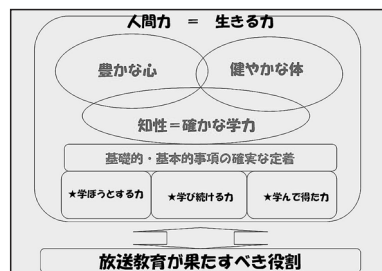 人間力 ＝ 生きる力
豊かな心
健やかな体
知性＝確かな学力
基礎的・基本的事項の確実な定着
★学ぼうとする力
★学び続ける力
★学んで得た力
放送教育が果たすべき役割